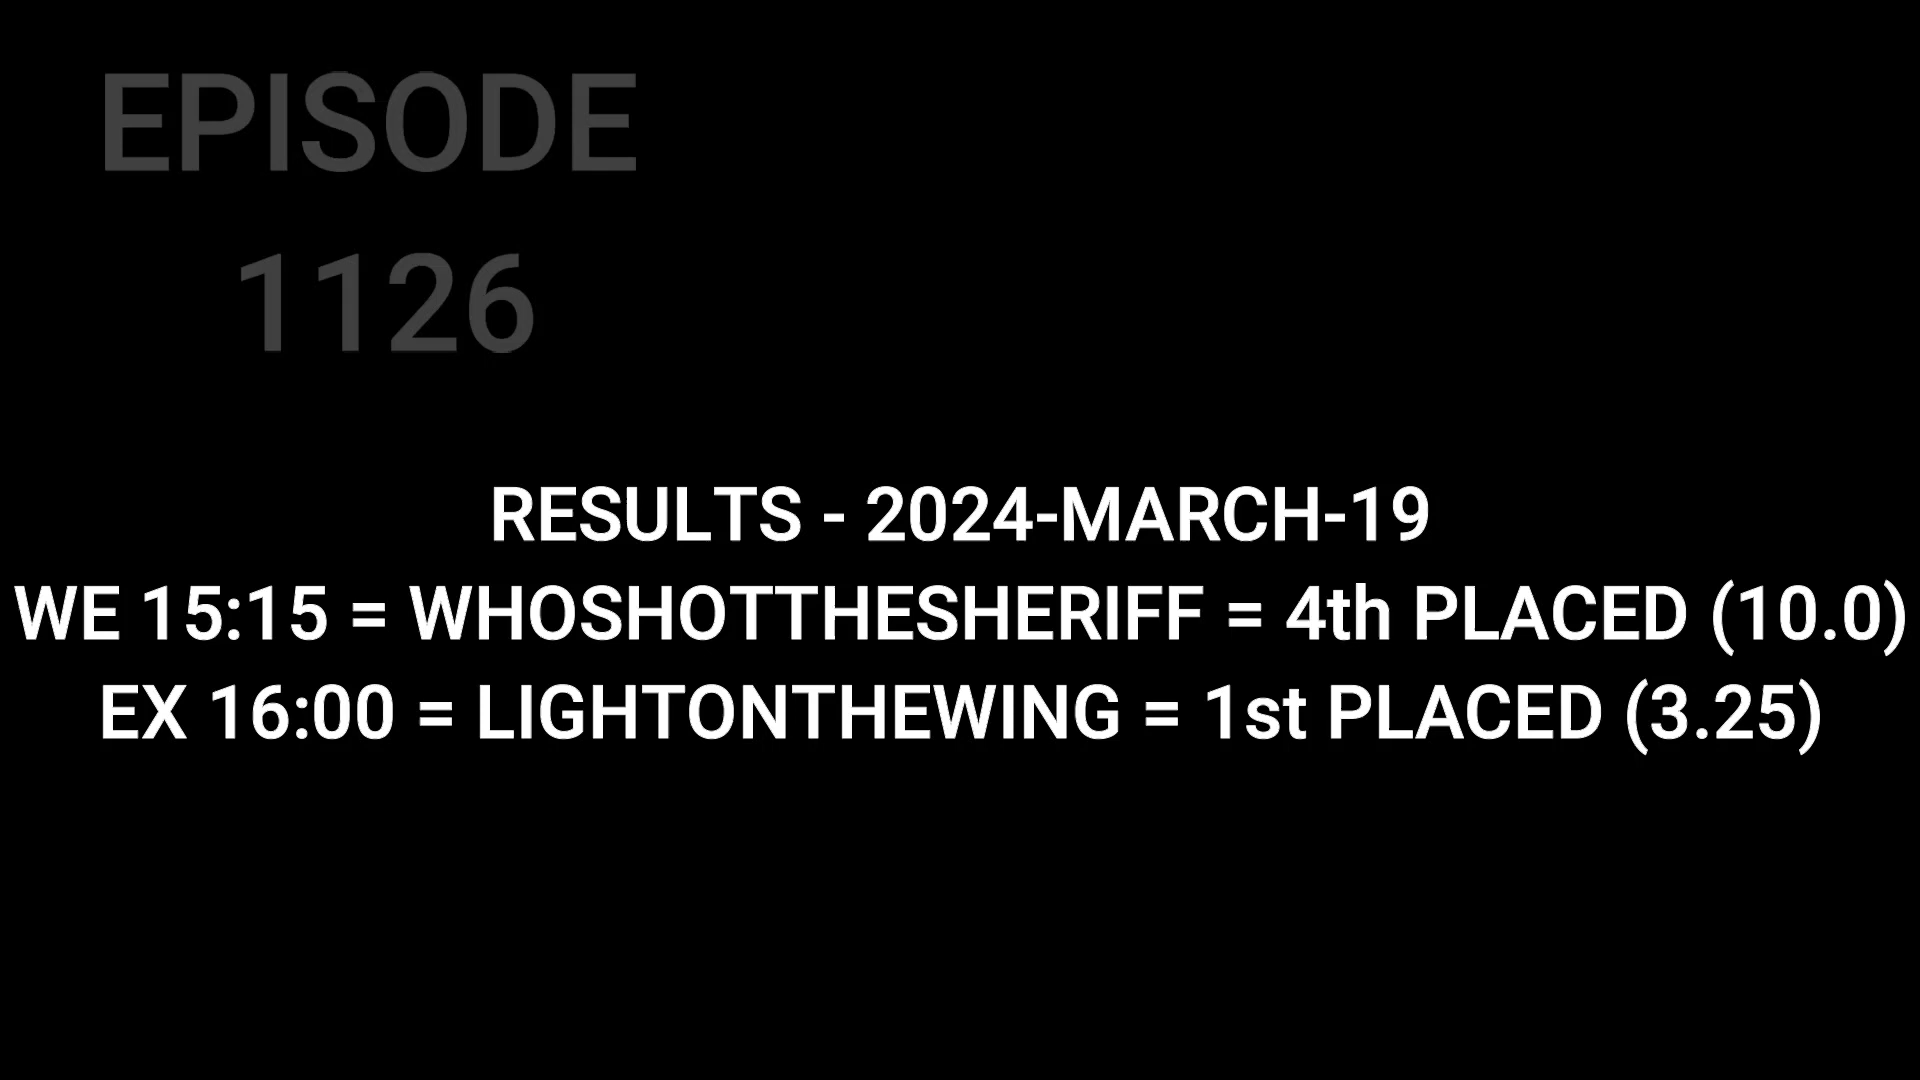 EPISODE
1126
RESULTS - 2024-MARCH-19
WE 15:15 = WHOSHOTTHESHERIFF = 4th PLACED (10.0)
EX 16:00 = LIGHTONTHEWING = 1st PLACED (3.25)